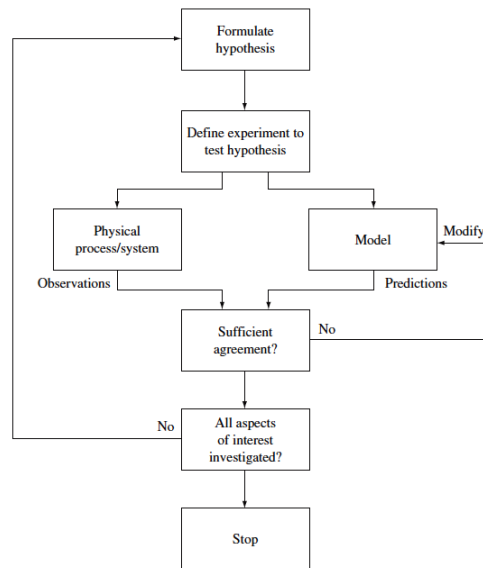 Formulate
hypothesis
Define experiment to
test hypothesis
Physical
process/system
Model
Modify
Observations
Predictions
Sufficient
agreement?
No
No
All aspects
of interest
investigated?
Stop